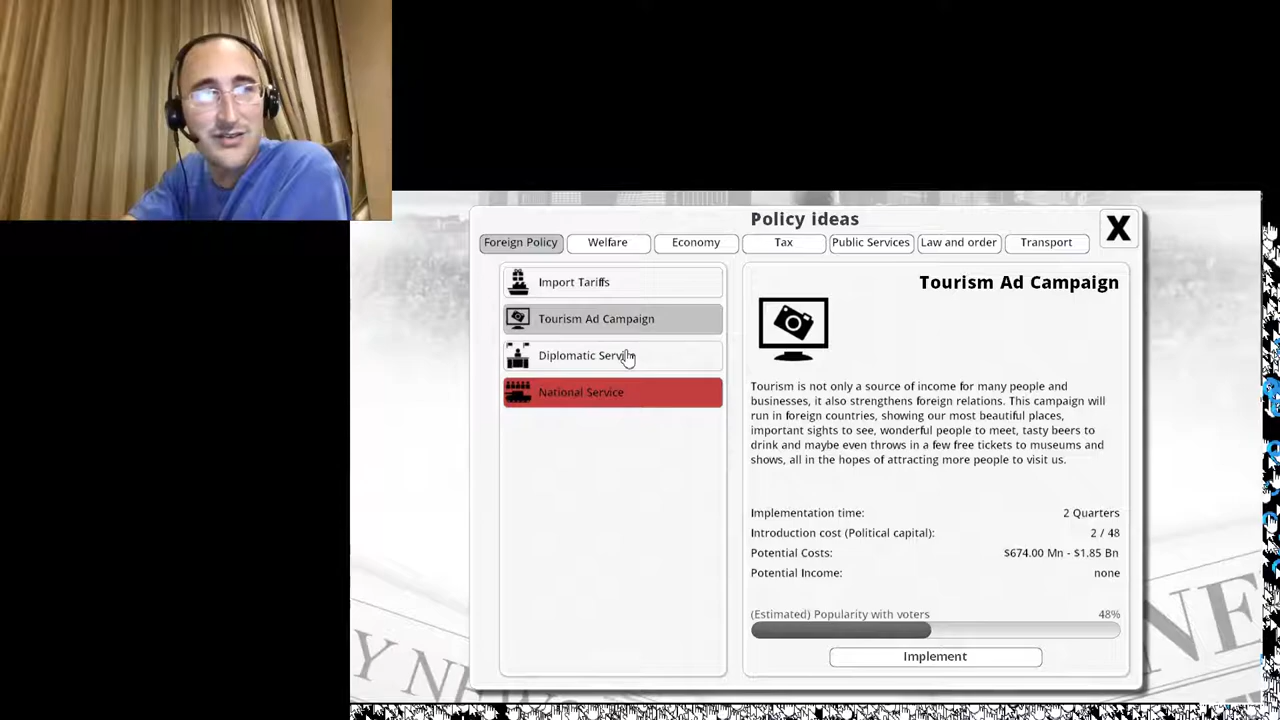 Policy ideas
X
Foreign Policy
Welfare
Economy
Tax
Public Services
Law and order
Transport
Import Tariffs
Tourism Ad Campaign
Diplomatic Servi
National Service
Tourism Ad Campaign
Tourism is not only a source of income for many people and
businesses, it also strengthens foreign relations. This campaign will
run in foreign countries, showing our most beautiful places,
important sights to see, wonderful people to meet, tasty beers to
drink and maybe even throws in a few free tickets to museums and
shows, all in the hopes of attracting more people to visit us.
Implementation time: 2 Quarters
Introduction cost (Political capital): 2 / 48
Potential Costs: $674.00 Mn - $1.85 Bn
Potential Income: none
(Estimated) Popularity with voters 48%
Implement
Y NEW
NE